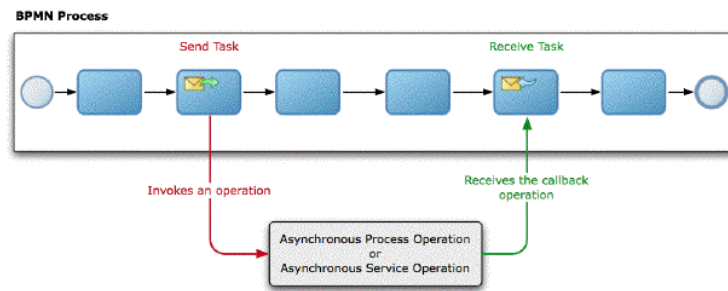 BPMN Process
Send Task
Receive Task
Invokes an operation
Receives the callback
operation
Asynchronous Process Operation
or
Asynchronous Service Operation